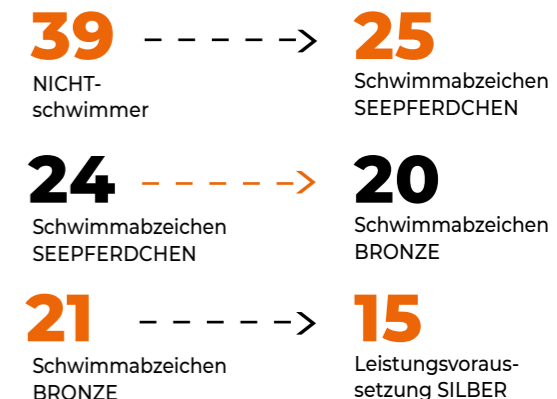 39
25
NICHT-
schwimmer
Schwimmabzeichen
SEEPFERDCHEN
24
20
Schwimmabzeichen
SEEPFERDCHEN
Schwimmabzeichen
BRONZE
21
15
Schwimmabzeichen
BRONZE
Leistungsvoraus-
setzung SILBER